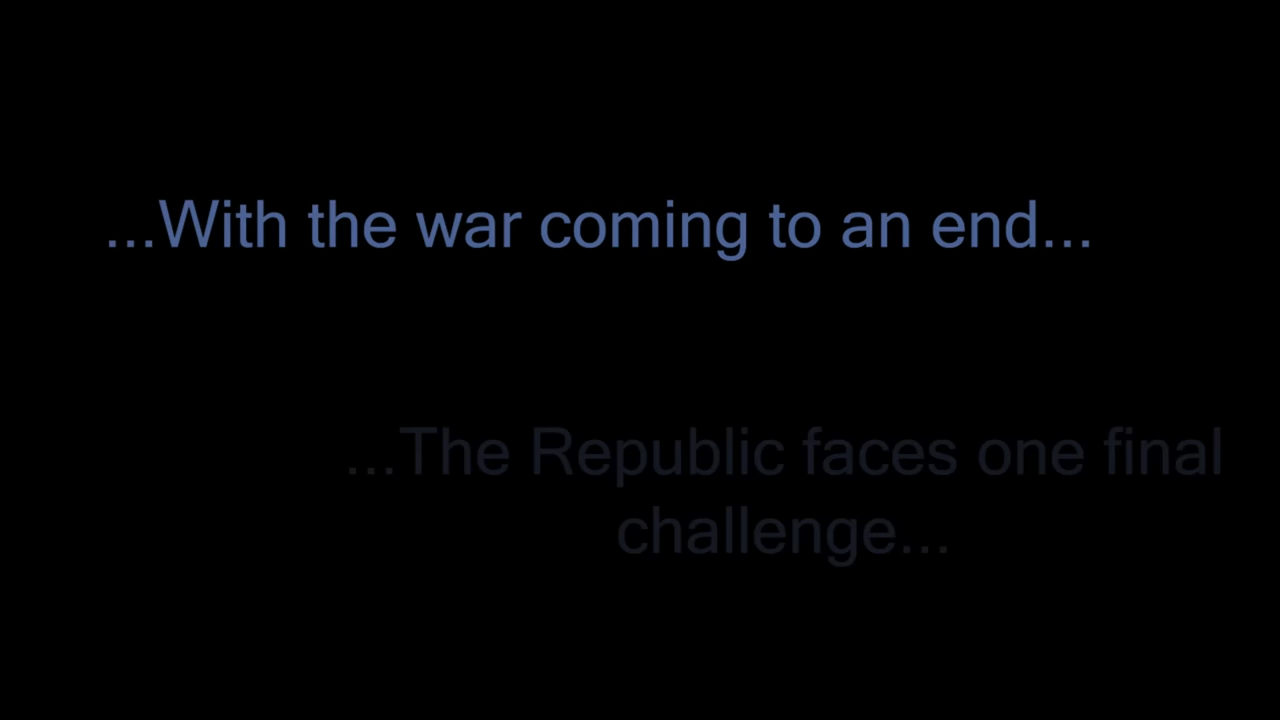 ...With the war coming to an end...
...The Republic faces one final
challenge...